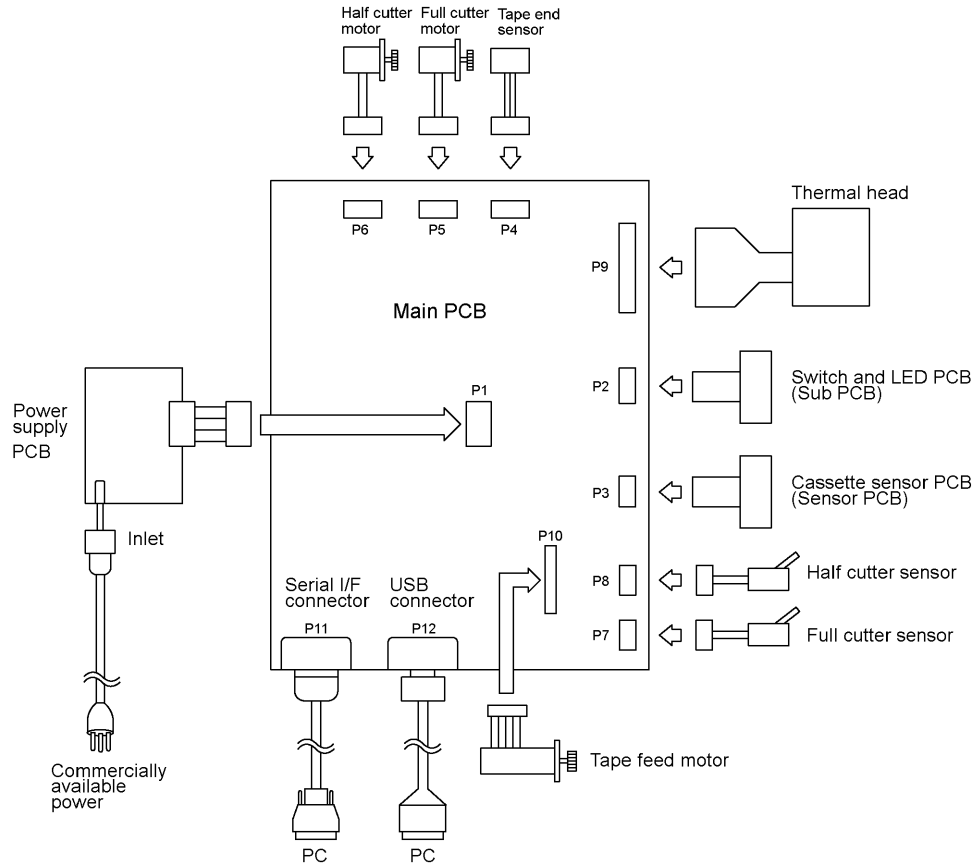 Half cutter
motor
Full cutter
motor
Tape end
sensor
P6
P5
P4
Thermal head
P9
Main PCB
P1
P2
Switch and LED PCB
(Sub PCB)
Power
supply
PCB
P3
Cassette sensor PCB
(Sensor PCB)
Inlet
P10
P8
Half cutter sensor
Serial I/F
connector
USB
connector
P11
P12
P7
Full cutter sensor
Tape feed motor
Commercially
available
power
PC
PC